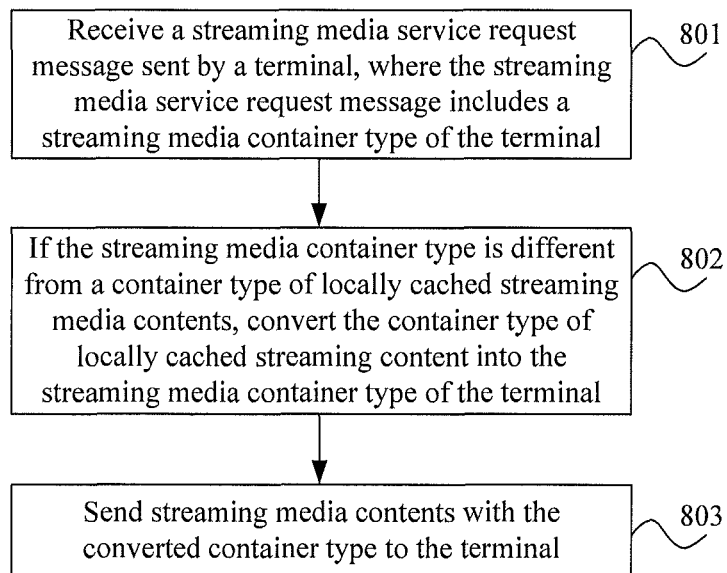 Receive a streaming media service request
message sent by a terminal, where the streaming
media service request message includes a
streaming media container type of the terminal
801
If the streaming media container type is different
from a container type of locally cached streaming
media contents, convert the container type of
locally cached streaming content into the
streaming media container type of the terminal
802
Send streaming media contents with the
converted container type to the terminal
803